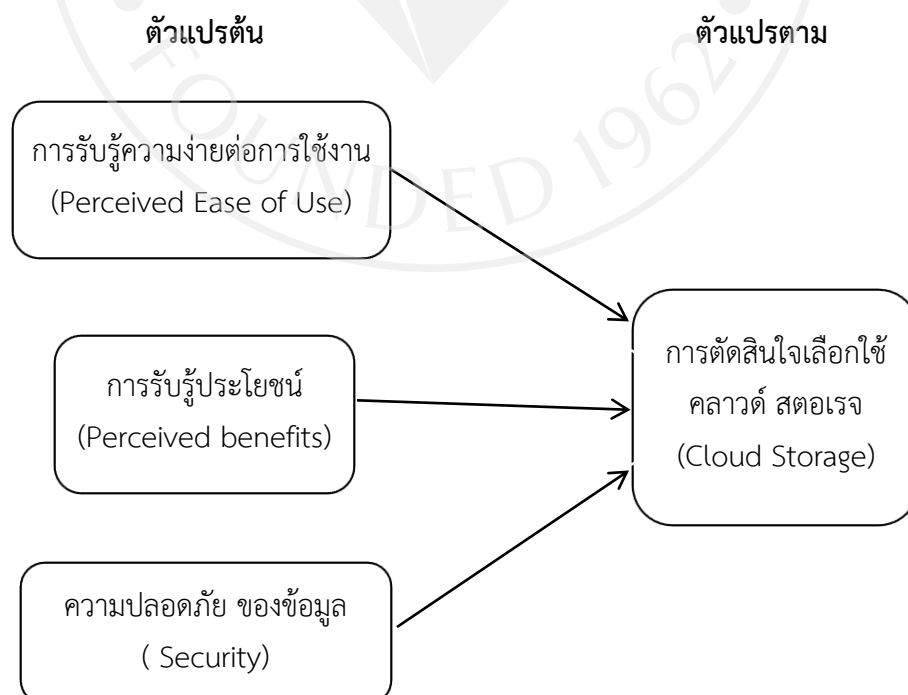 ตัวแปรต้น
ตัวแปรตาม
การรับรู้ความง่ายต่อการใช้งาน
(Perceived Ease of Use)
การรับรู้ประโยชน์
(Perceived benefits)
ความปลอดภัย ของข้อมูล
( Security)
การตัดสินใจเลือกใช้
คลาวด์ สตอเรจ
(Cloud Storage)
FOUNDED 1962